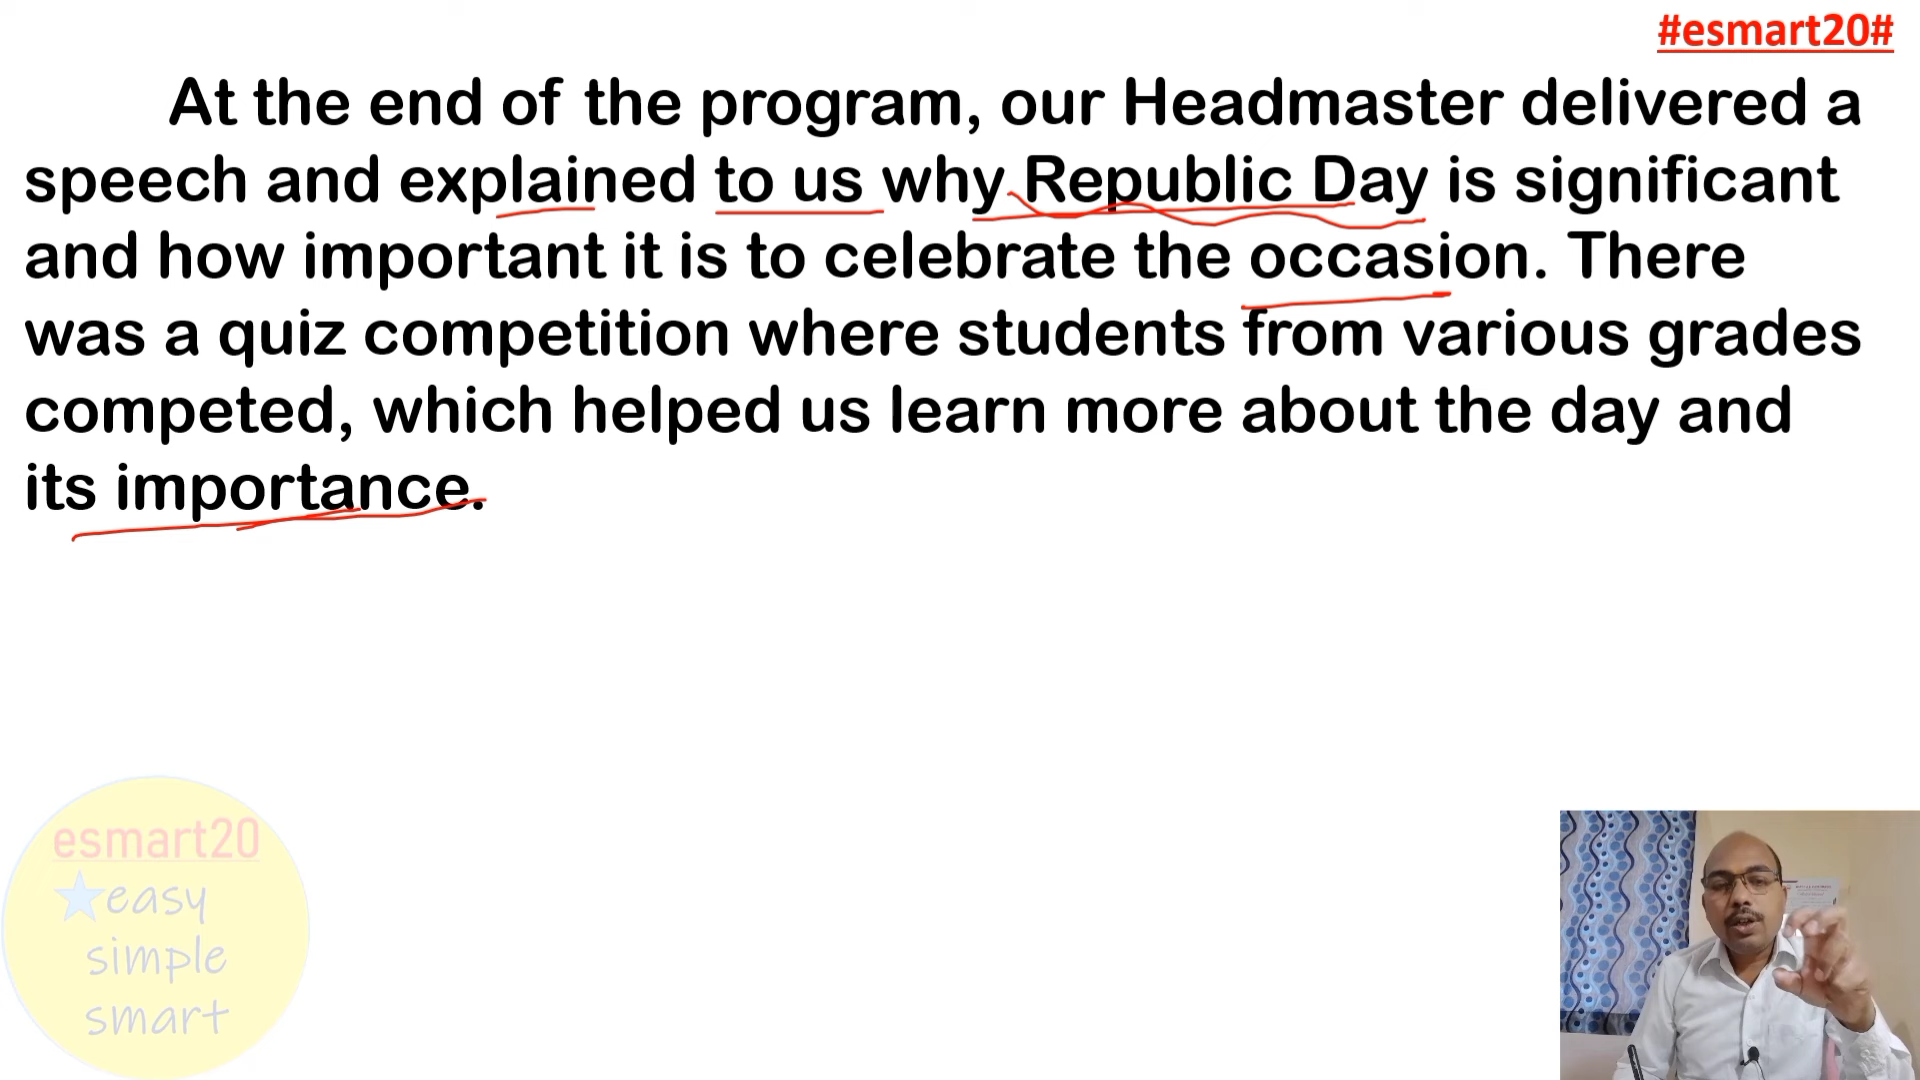 #esmart20#
At the end of the program, our Headmaster delivered a
speech and explained to us why Republic Day is significant
and how important it is to celebrate the occasion. There
was a quiz competition where students from various grades
competed, which helped us learn more about the day and
its importance.
esmart20
easy
simple
smart